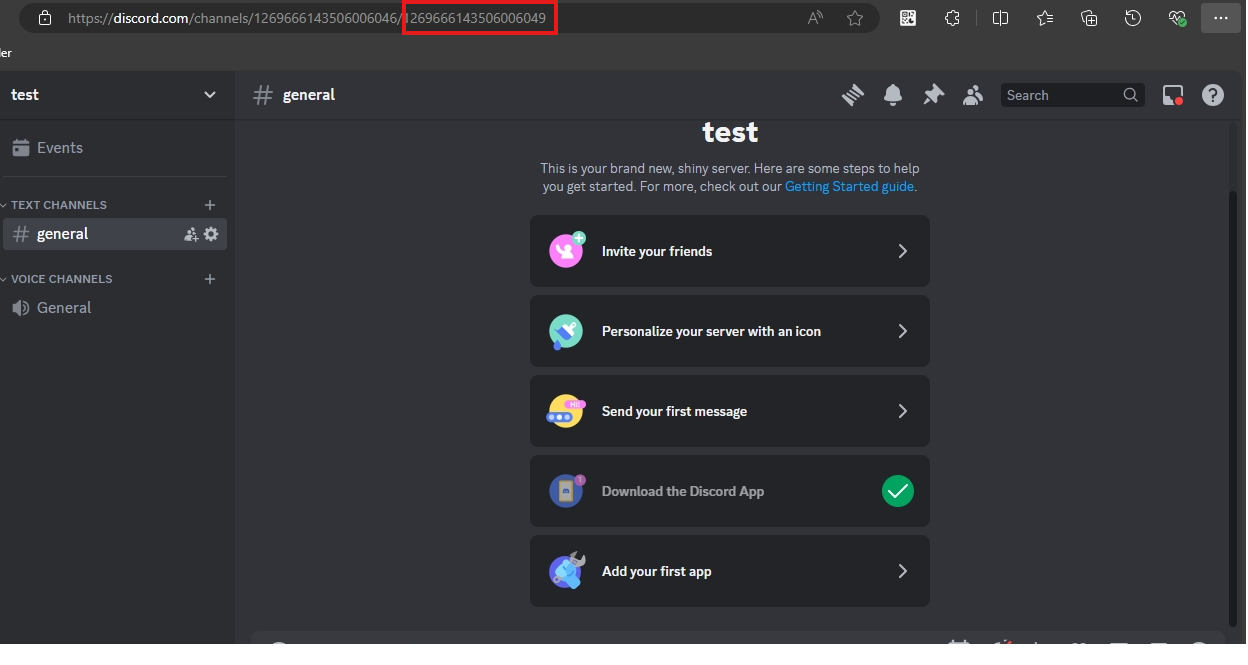 https://discord.com/channels/1269666143506006046/1269666143506006049
der
test
general
Search
Events
TEXT CHANNELS
general
VOICE CHANNELS
General
test
This is your brand new, shiny server. Here are some steps to help
you get started. For more, check out our Getting Started guide.
Invite your friends
Personalize your server with an icon
Hi!
Send your first message
1
Download the Discord App
Add your first app